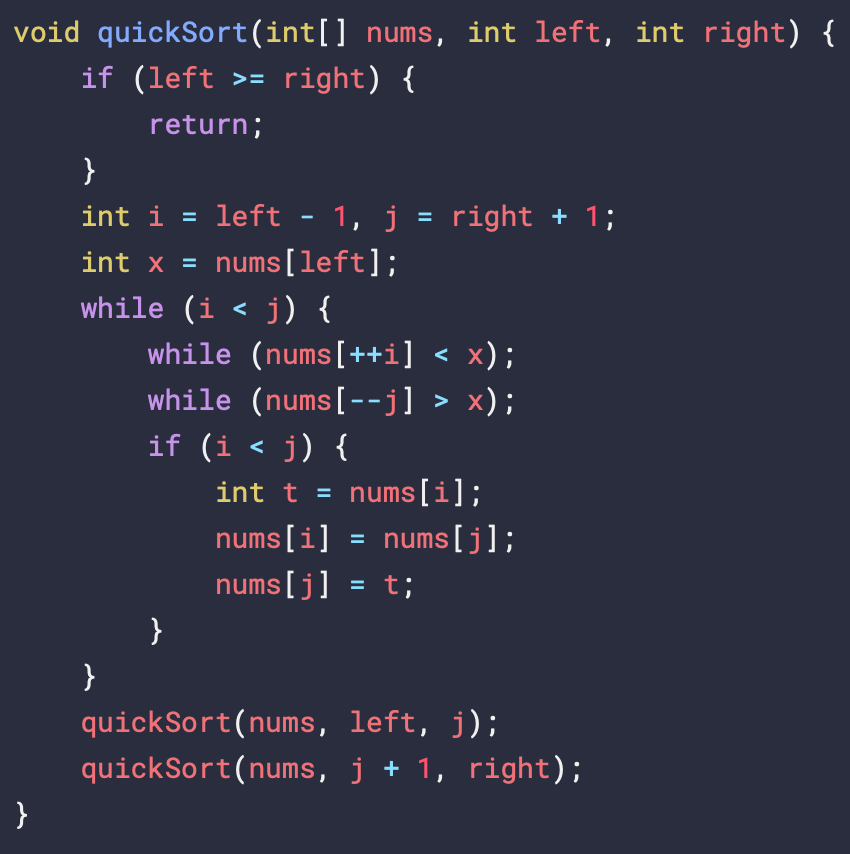 void quickSort(int[] nums, int left, int right) {
    if (left >= right) {
        return;
    }
    int i = left - 1, j = right + 1;
    int x = nums[left];
    while (i < j) {
        while (nums[++i] < x);
        while (nums[--j] > x);
        if (i < j) {
            int t = nums[i];
            nums[i] = nums[j];
            nums[j] = t;
        }
    }
    quickSort(nums, left, j);
    quickSort(nums, j + 1, right);
}